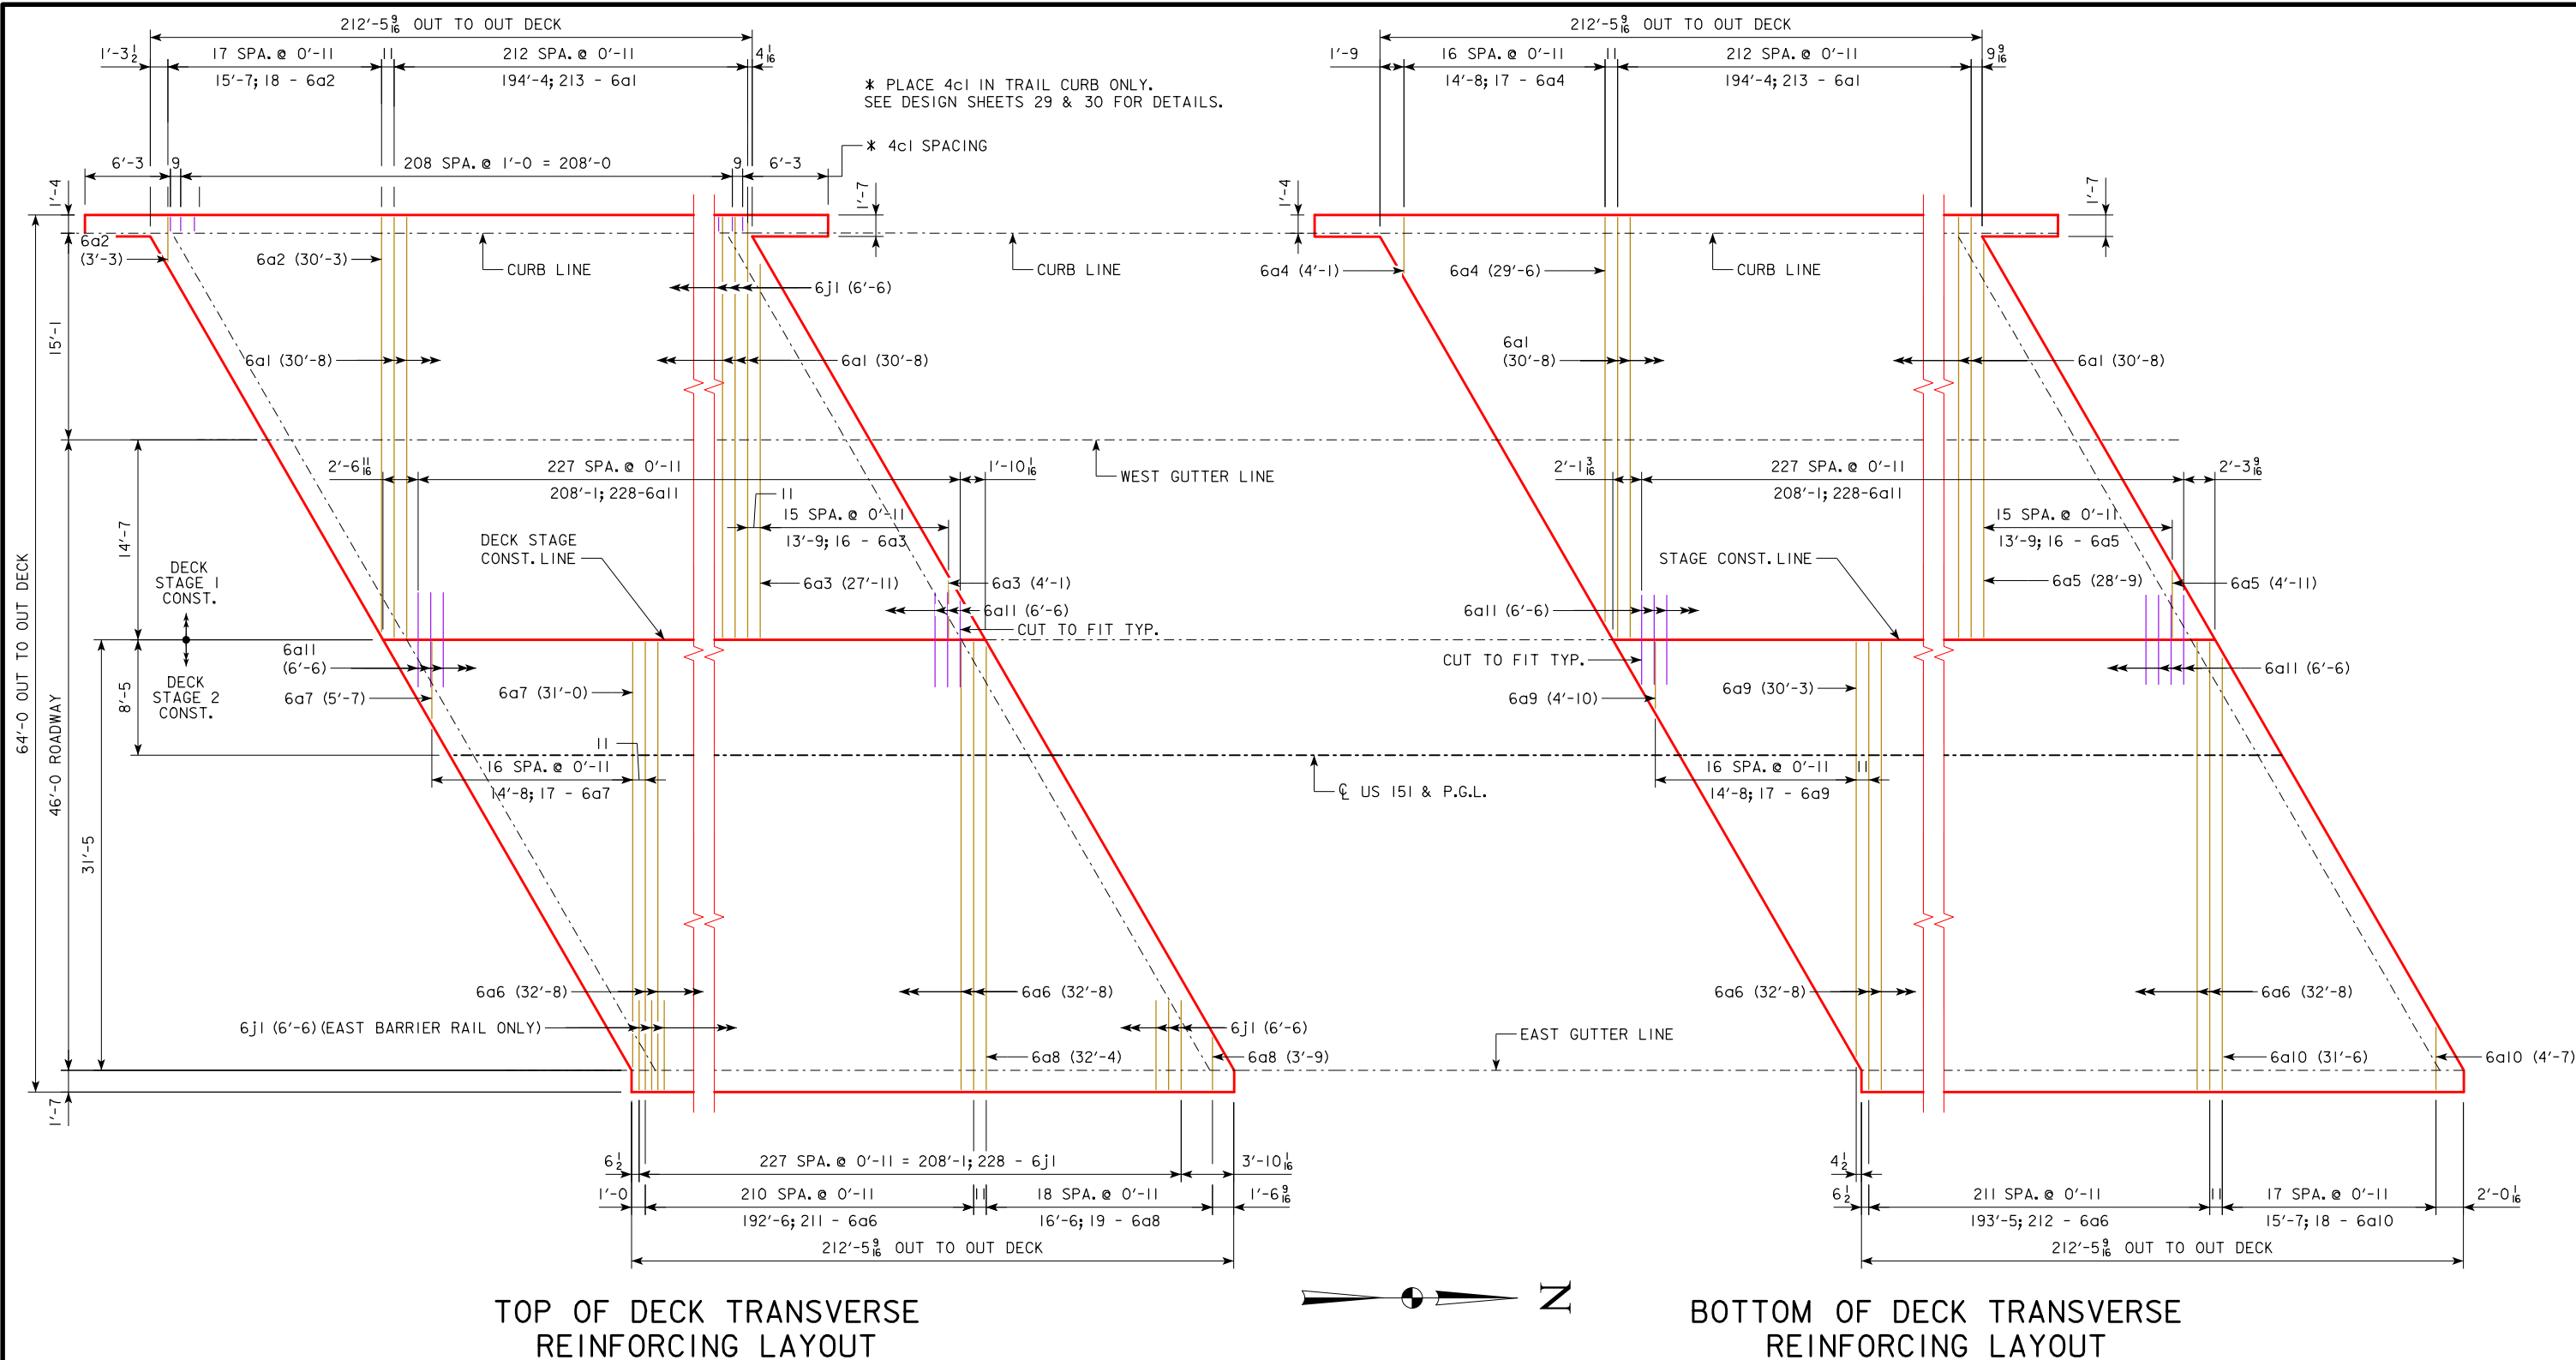 212'-5 9/16 OUT TO OUT DECK
1'-3 1/2
17 SPA. @ 0'-11
11
212 SPA. @ 0'-11
4 1/16
15'-7; 18 - 6a2
194'-4; 213 - 6a1
* PLACE 4c1 IN TRAIL CURB ONLY.
SEE DESIGN SHEETS 29 & 30 FOR DETAILS.
* 4c1 SPACING
6'-3
9
208 SPA. @ 1'-0 = 208'-0
9
6'-3
1'-4
1'-7
6a2
(3'-3)
6a2 (30'-3)
CURB LINE
CURB LINE
6j1 (6'-6)
15'-1
6a1 (30'-8)
6a1 (30'-8)
WEST GUTTER LINE
2'-6 11/16
227 SPA. @ 0'-11
1'-10 1/16
208'-1; 228-6a11
11
15 SPA. @ 0'-11
13'-9; 16 - 6a3
14'-7
DECK STAGE
CONST. LINE
6a3 (27'-11)
6a3 (4'-1)
DECK
STAGE 1
CONST.
6a11 (6'-6)
CUT TO FIT TYP.
64'-0 OUT TO OUT DECK
46'-0 ROADWAY
31'-5
8'-5
6a11
(6'-6)
DECK
STAGE 2
CONST.
6a7 (5'-7)
6a7 (31'-0)
11
16 SPA. @ 0'-11
14'-8; 17 - 6a7
℄ US 151 & P.G.L.
6a6 (32'-8)
6a6 (32'-8)
6j1 (6'-6) (EAST BARRIER RAIL ONLY)
6j1 (6'-6)
EAST GUTTER LINE
6a8 (32'-4)
6a8 (3'-9)
1'-7
6 1/2
227 SPA. @ 0'-11 = 208'-1; 228 - 6j1
3'-10 1/16
1'-0
210 SPA. @ 0'-11
11
18 SPA. @ 0'-11
1'-6 9/16
192'-6; 211 - 6a6
16'-6; 19 - 6a8
212'-5 9/16 OUT TO OUT DECK
TOP OF DECK TRANSVERSE
REINFORCING LAYOUT
N
212'-5 9/16 OUT TO OUT DECK
1'-9
16 SPA. @ 0'-11
11
212 SPA. @ 0'-11
9 9/16
14'-8; 17 - 6a4
194'-4; 213 - 6a1
1'-4
1'-7
6a4 (4'-1)
6a4 (29'-6)
CURB LINE
6a1
(30'-8)
6a1 (30'-8)
2'-1 3/16
227 SPA. @ 0'-11
2'-3 9/16
208'-1; 228-6a11
15 SPA. @ 0'-11
13'-9; 16 - 6a5
STAGE CONST. LINE
6a5 (28'-9)
6a5 (4'-11)
6a11 (6'-6)
CUT TO FIT TYP.
6a11 (6'-6)
6a9 (4'-10)
6a9 (30'-3)
16 SPA. @ 0'-11
11
14'-8; 17 - 6a9
6a6 (32'-8)
6a6 (32'-8)
6a10 (31'-6)
6a10 (4'-7)
4 1/2
6 1/2
211 SPA. @ 0'-11
11
17 SPA. @ 0'-11
2'-0 1/16
193'-5; 212 - 6a6
15'-7; 18 - 6a10
212'-5 9/16 OUT TO OUT DECK
BOTTOM OF DECK TRANSVERSE
REINFORCING LAYOUT